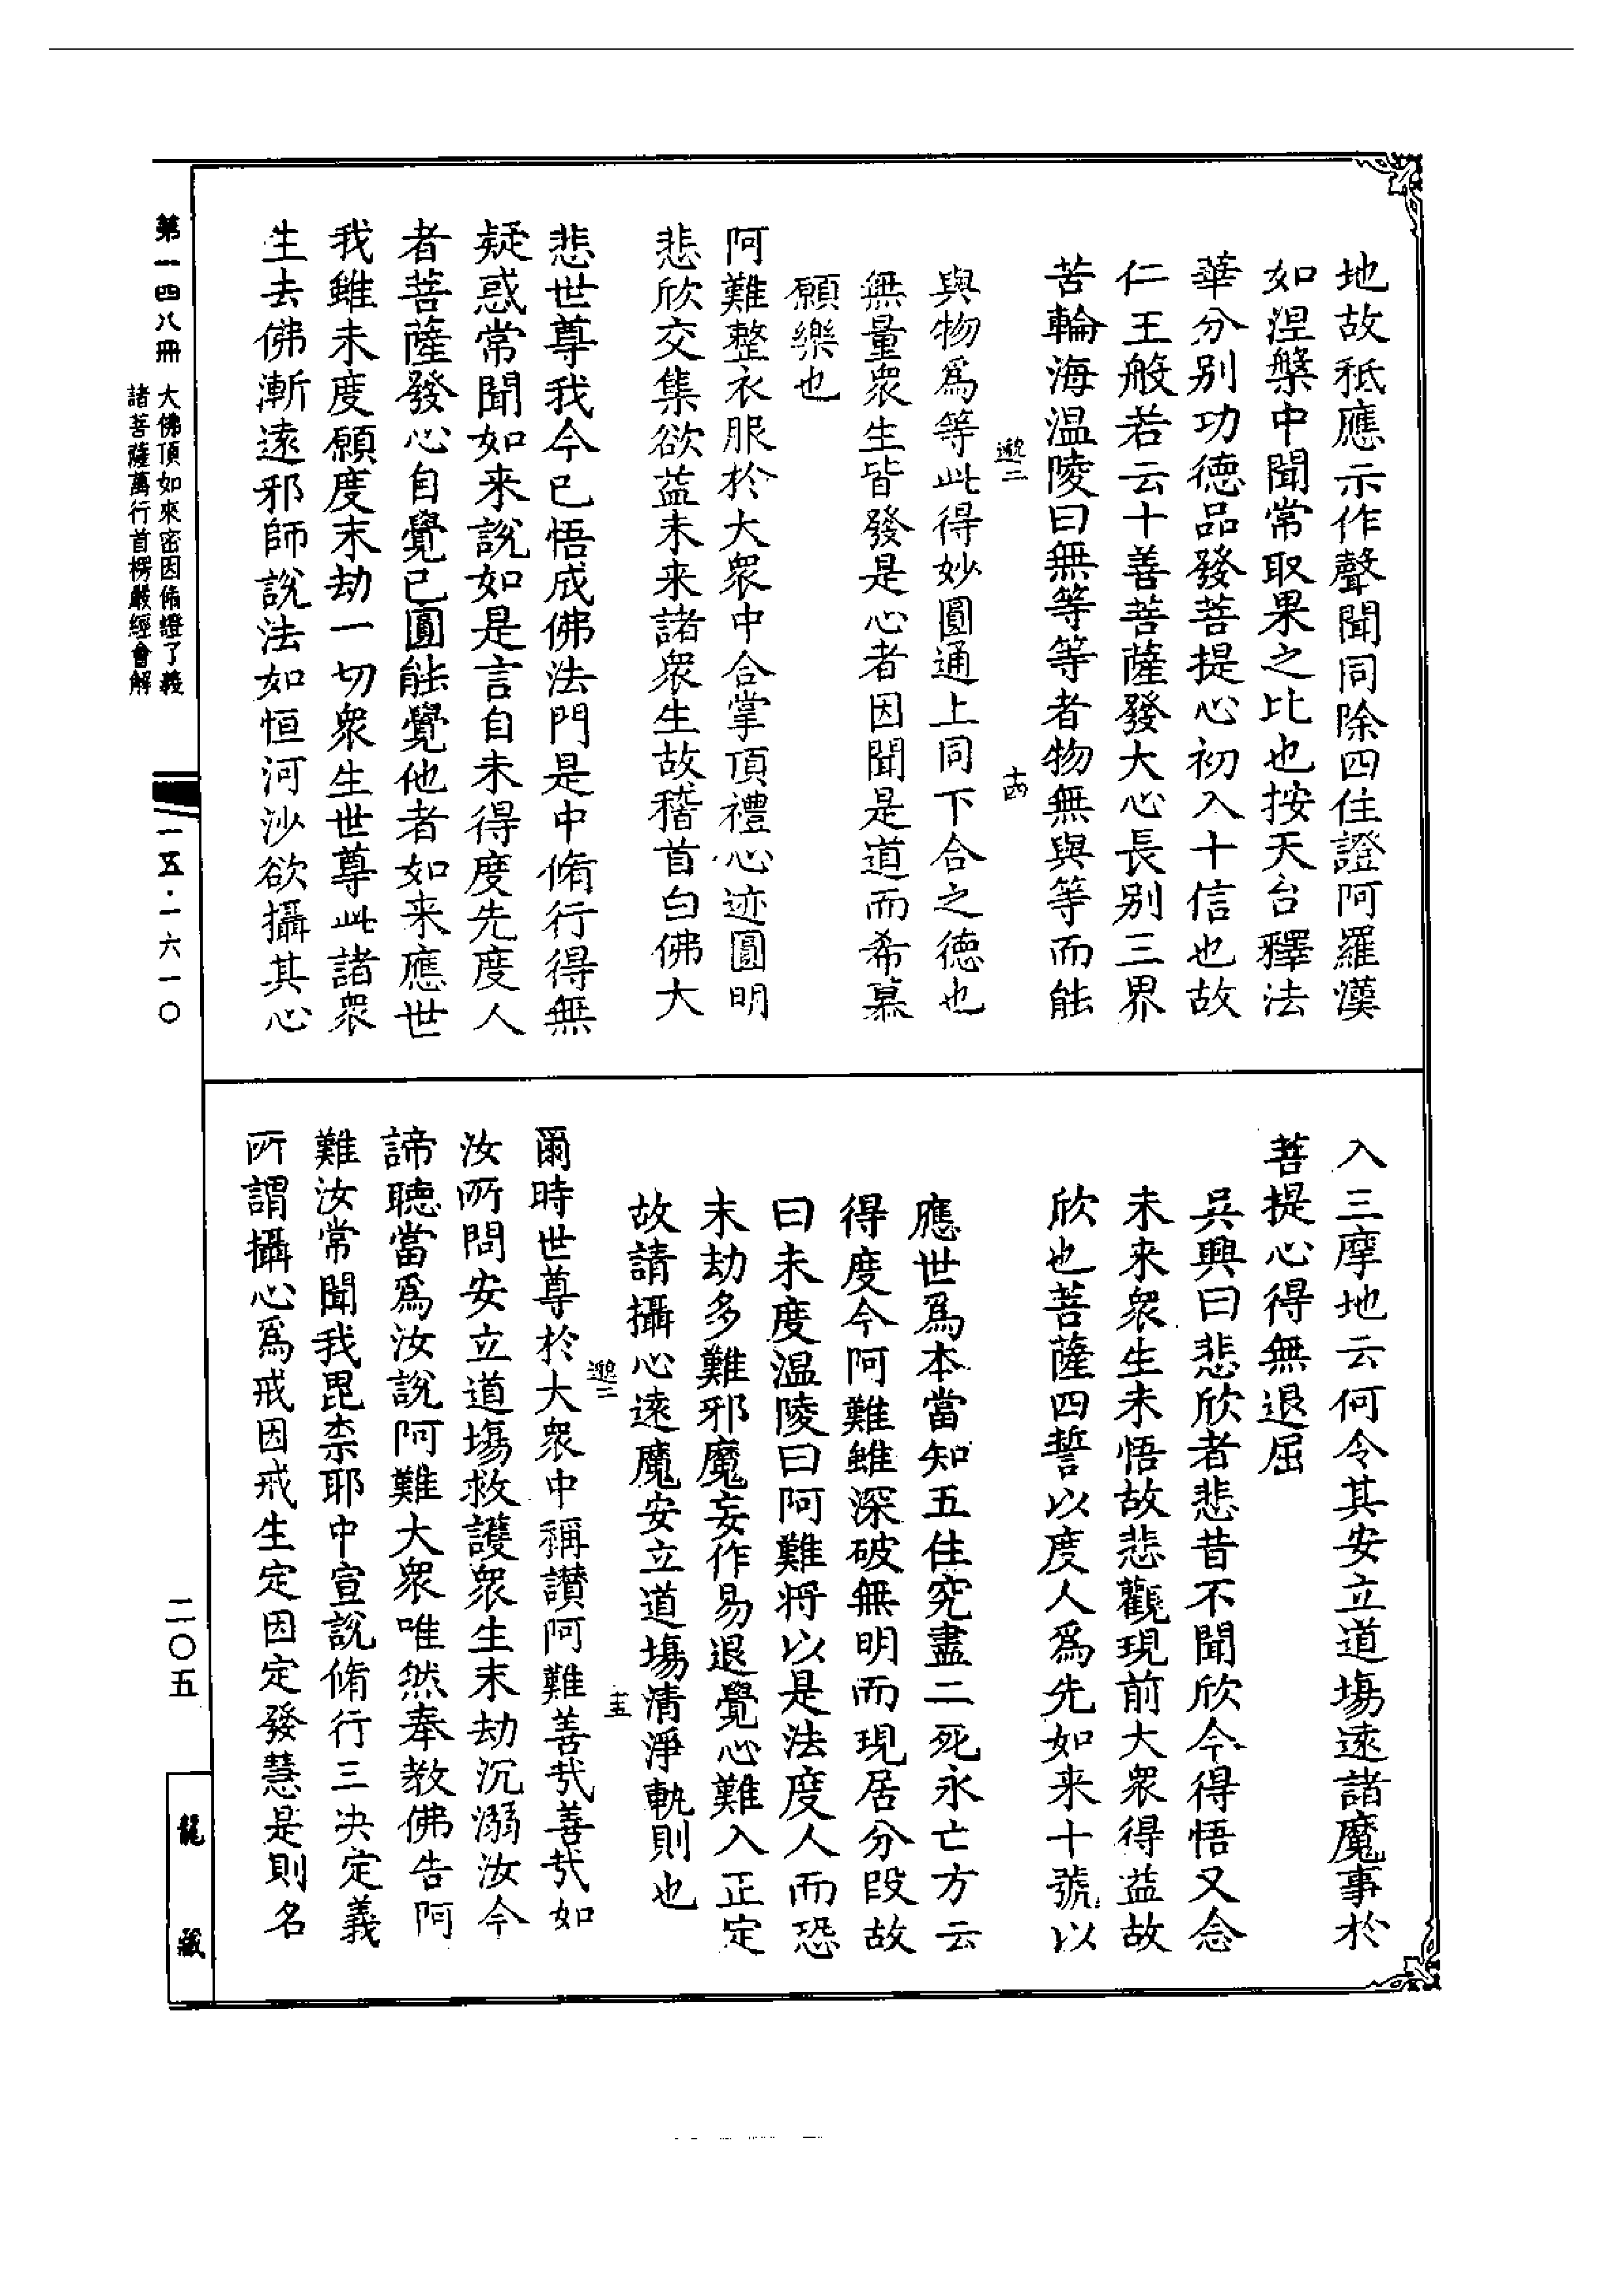 地故秖應示作聲聞同除四住證阿羅漢
如涅槃中聞常取果之比也按天台釋法
華分別功德品發菩提心初入十信也故
仁王般若云十善菩薩發大心長別三界
苦輪海温陵曰無等等者物無與等而能
邈二
十四
與物為等此得妙圓通上同下合之德也
無量衆生皆發是心者因聞是道而希慕
願樂也
阿難整衣服於大衆中合掌頂禮心迹圓明
悲欣交集欲益未来諸衆生故稽首白佛大
悲世尊我今已悟成佛法門是中脩行得無
疑惑常聞如来說如是言自未得度先度人
者菩薩發心自覺已圓能覺他者如来應世
我雖未度願度末劫一切衆生世尊此諸衆
生去佛漸遠邪師說法如恒河沙欲攝其心
入三摩地云何令其安立道場遠諸魔事於
菩提心得無退屈
吳興曰悲欣者悲昔不聞欣今得悟又念
未来衆生未悟故悲觀現前大衆得益故
欣也菩薩四誓以度人為先如来十號以
應世為本當知五住究盡二死永亡方云
得度今阿難雖深破無明而現居分段故
曰未度温陵曰阿難將以是法度人而恐
末劫多難邪魔妄作易退覺心難入正定
故請攝心遠魔安立道場清淨軌則也
邈二
十五
爾時世尊於大衆中稱讃阿難善哉善哉如
汝所問安立道場救護衆生末劫沉溺汝今
諦聽當為汝說阿難大衆唯然奉教佛告阿
難汝常聞我毘柰耶中宣說脩行三決定義
所謂攝心為戒因戒生定因定發慧是則名
第一四八冊
大佛頂如來密因脩證了義
諸菩薩萬行首楞嚴經會解
一五·一六一〇
二〇五
龍藏